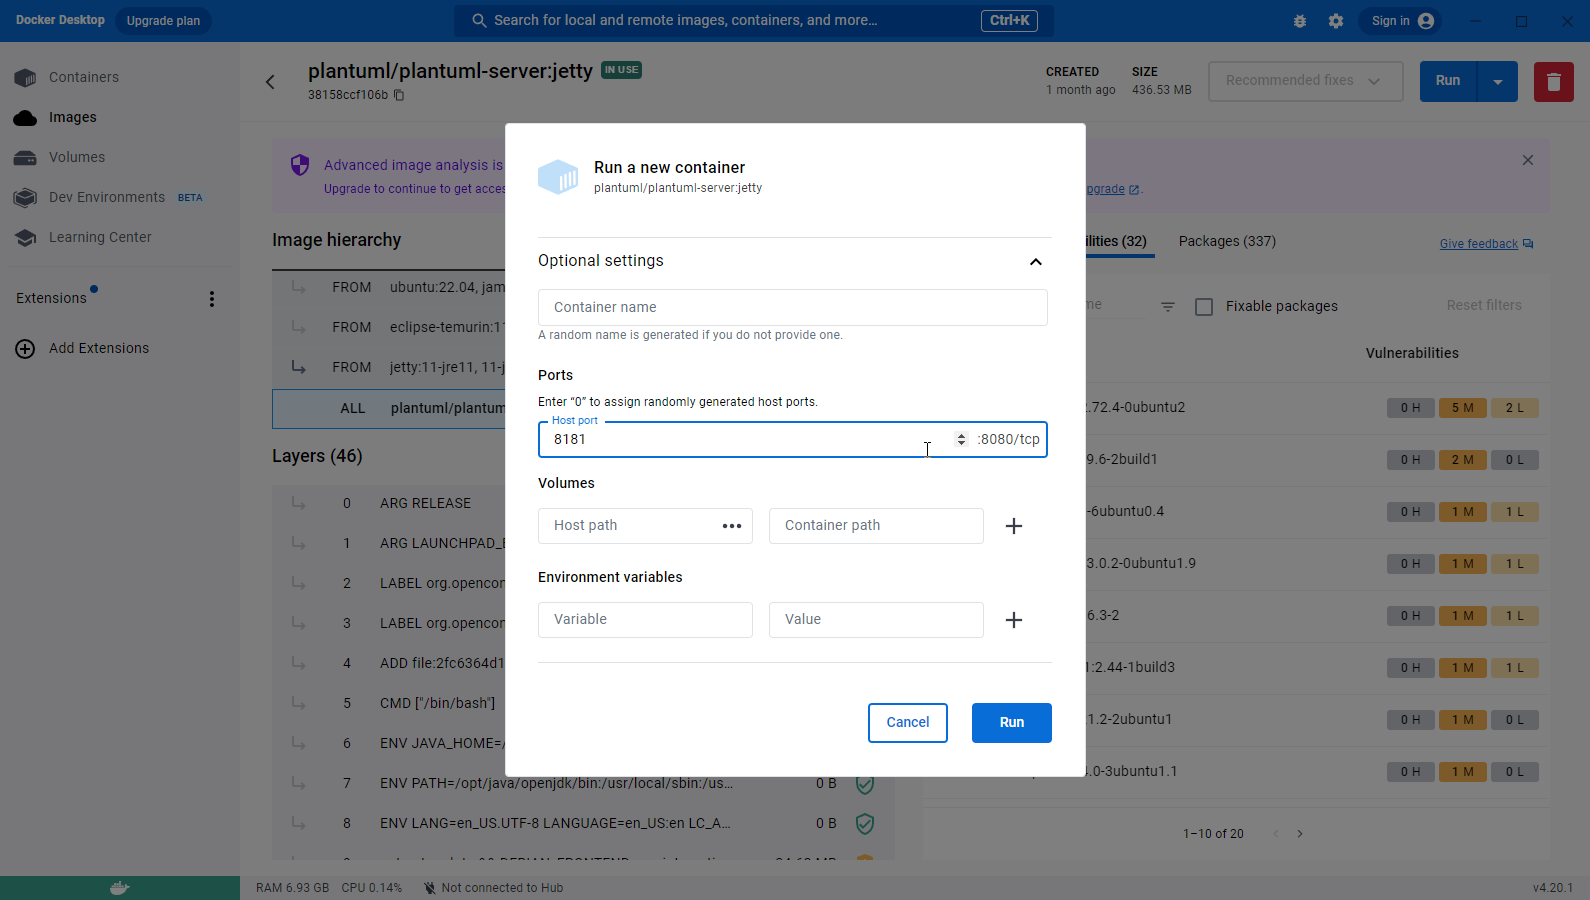 Docker Desktop
Upgrade plan
Search for local and remote images, containers, and more...
Ctrl+K
Sign in
Containers
Images
Volumes
Dev Environments BETA
Learning Center
Extensions
Add Extensions
plantuml/plantuml-server:jetty IN USE
38158ccf106b
CREATED
1 month ago
SIZE
436.53 MB
Recommended fixes
Run
Advanced image analysis is
Upgrade to continue to get acces
pgrade
Image hierarchy
FROM ubuntu:22.04, jam
FROM eclipse-temurin:1
FROM jetty:11-jre11, 11-j
ALL plantuml/plantum
Layers (46)
0 ARG RELEASE
1 ARG LAUNCHPAD_
2 LABEL org.opencon
3 LABEL org.opencon
4 ADD file:2fc6364d1
5 CMD ["/bin/bash"]
6 ENV JAVA_HOME=/
7 ENV PATH=/opt/java/openjdk/bin:/usr/local/sbin:/us... 0 B
8 ENV LANG=en_US.UTF-8 LANGUAGE=en_US:en LC_A... 0 B
Run a new container
plantuml/plantuml-server:jetty
Optional settings
Container name
A random name is generated if you do not provide one.
Ports
Enter “0” to assign randomly generated host ports.
Host port
8181 :8080/tcp
Volumes
Host path ••• Container path
Environment variables
Variable Value
Cancel Run
ilities (32) Packages (337) Give feedback
me Fixable packages Reset filters
Vulnerabilities
.72.4-0ubuntu2 0 H 5 M 2 L
9.6-2build1 0 H 2 M 0 L
-6ubuntu0.4 0 H 1 M 1 L
3.0.2-0ubuntu1.9 0 H 1 M 1 L
6.3-2 0 H 1 M 1 L
1:2.44-1build3 0 H 1 M 1 L
.1.2-2ubuntu1 0 H 1 M 0 L
.0-3ubuntu1.1 0 H 1 M 0 L
1–10 of 20
RAM 6.93 GB CPU 0.14% Not connected to Hub
v4.20.1